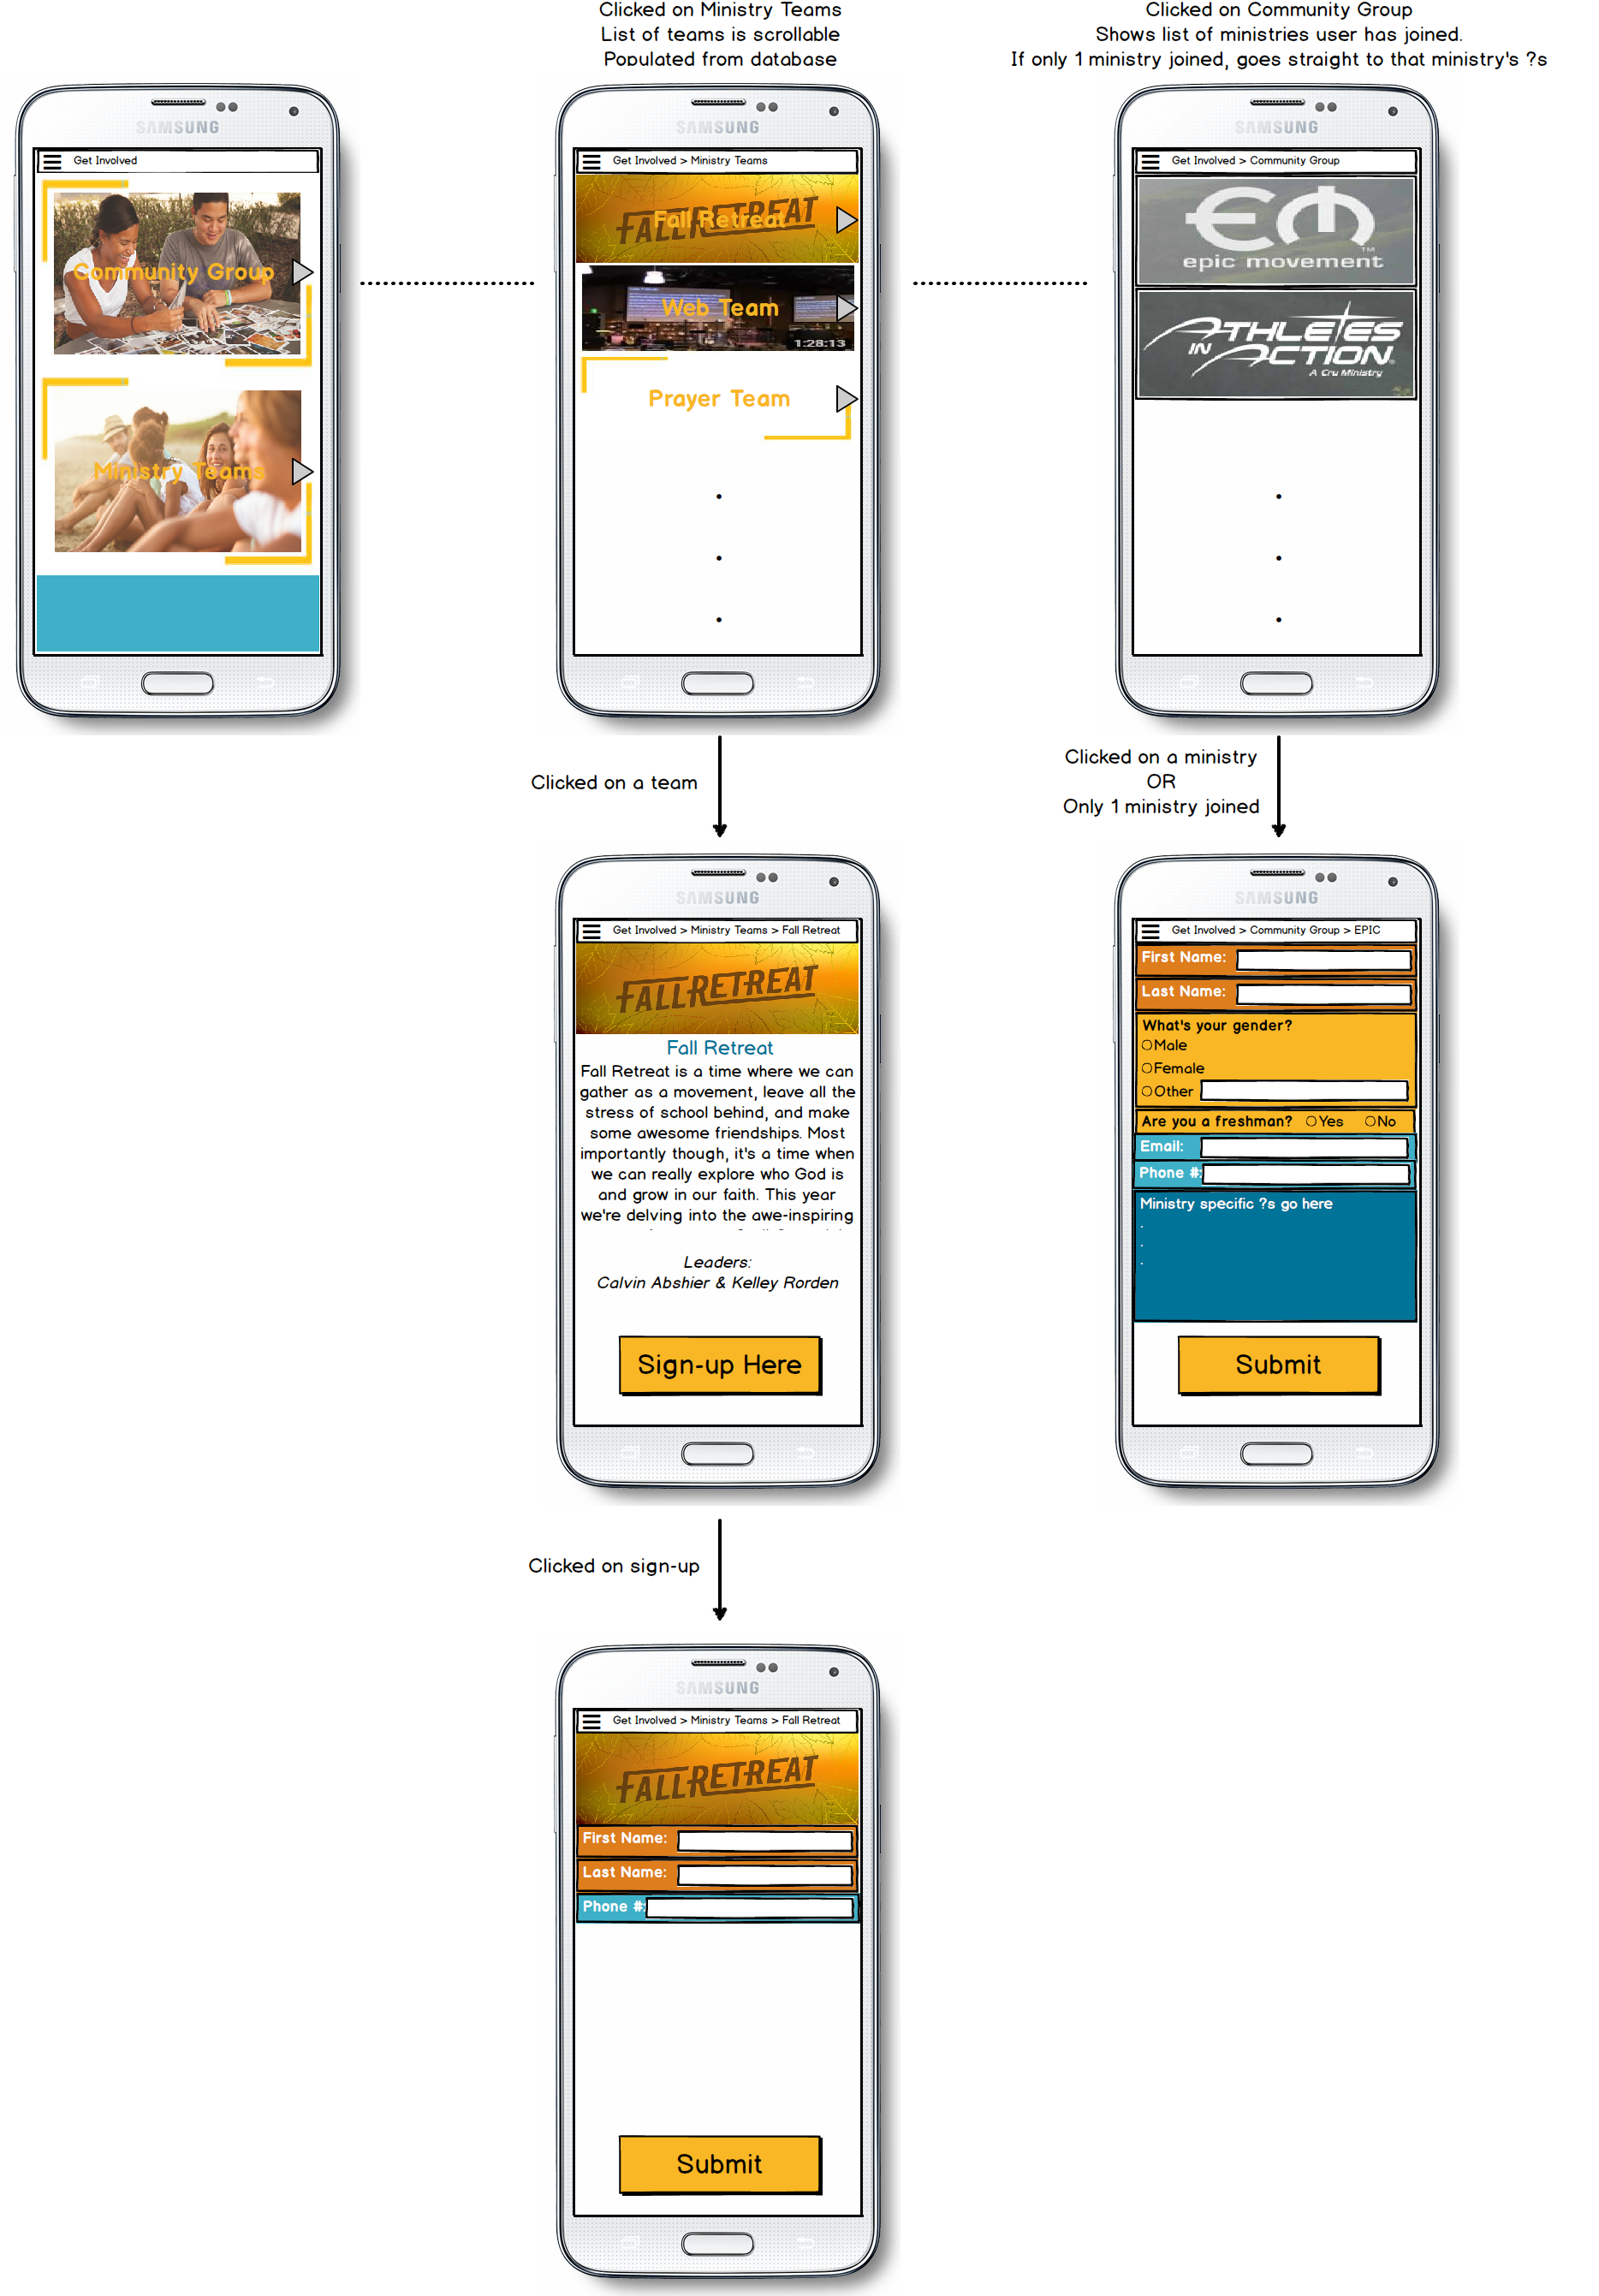 Clicked on Ministry Teams
List of teams is scrollable
Populated from database
Clicked on Community Group
Shows list of ministries user has joined.
If only 1 ministry joined, goes straight to that ministry's ?s
SAMSUNG
Get Involved
Community Group
Ministry Teams
SAMSUNG
Get Involved > Ministry Teams
FALL RETREAT
Fall Retreat
Web Team
1:28:13
Prayer Team
SAMSUNG
Get Involved > Community Group
em
TM
epic movement
ATHLETES
IN ACTION
A Cru Ministry
Clicked on a team
Clicked on a ministry
OR
Only 1 ministry joined
SAMSUNG
Get Involved > Ministry Teams > Fall Retreat
FALL RETREAT
Fall Retreat
Fall Retreat is a time where we can
gather as a movement, leave all the
stress of school behind, and make
some awesome friendships. Most
importantly though, it's a time when
we can really explore who God is
and grow in our faith. This year
we're delving into the awe-inspiring
Leaders:
Calvin Abshier & Kelley Rorden
Sign-up Here
SAMSUNG
Get Involved > Community Group > EPIC
First Name:
Last Name:
What's your gender?
Male
Female
Other
Are you a freshman? Yes No
Email:
Phone #:
Ministry specific ?s go here
.
.
.
Submit
Clicked on sign-up
SAMSUNG
Get Involved > Ministry Teams > Fall Retreat
FALL RETREAT
First Name:
Last Name:
Phone #:
Submit